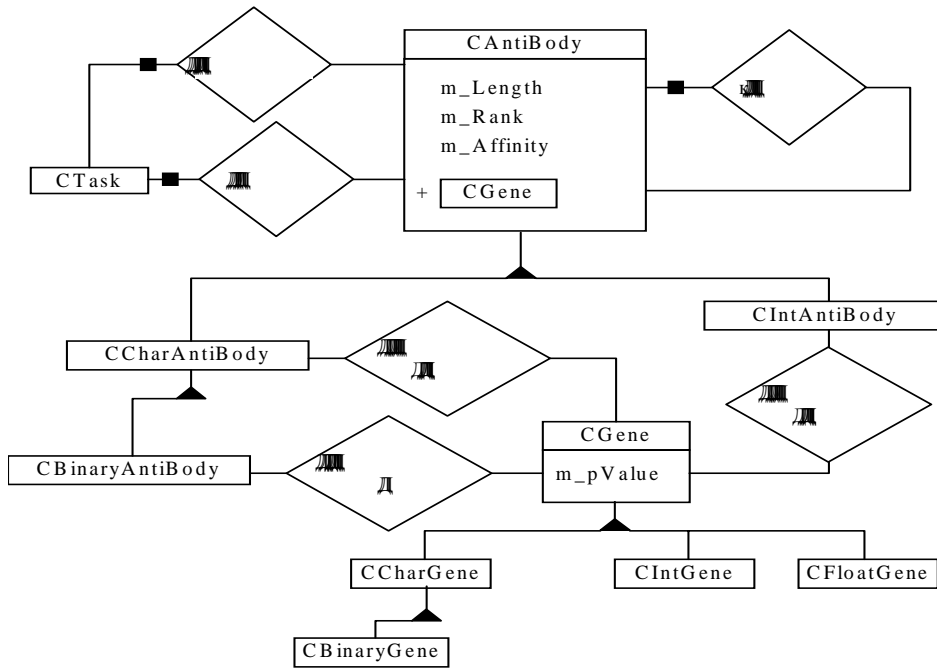 CAntiBody
m_Length
m_Rank
m_Affinity
+ CGene
CTask
CIntAntiBody
CCharAntiBody
CGene
m_pValue
CBinaryAntiBody
CCharGene
CIntGene
CFloatGene
CBinaryGene